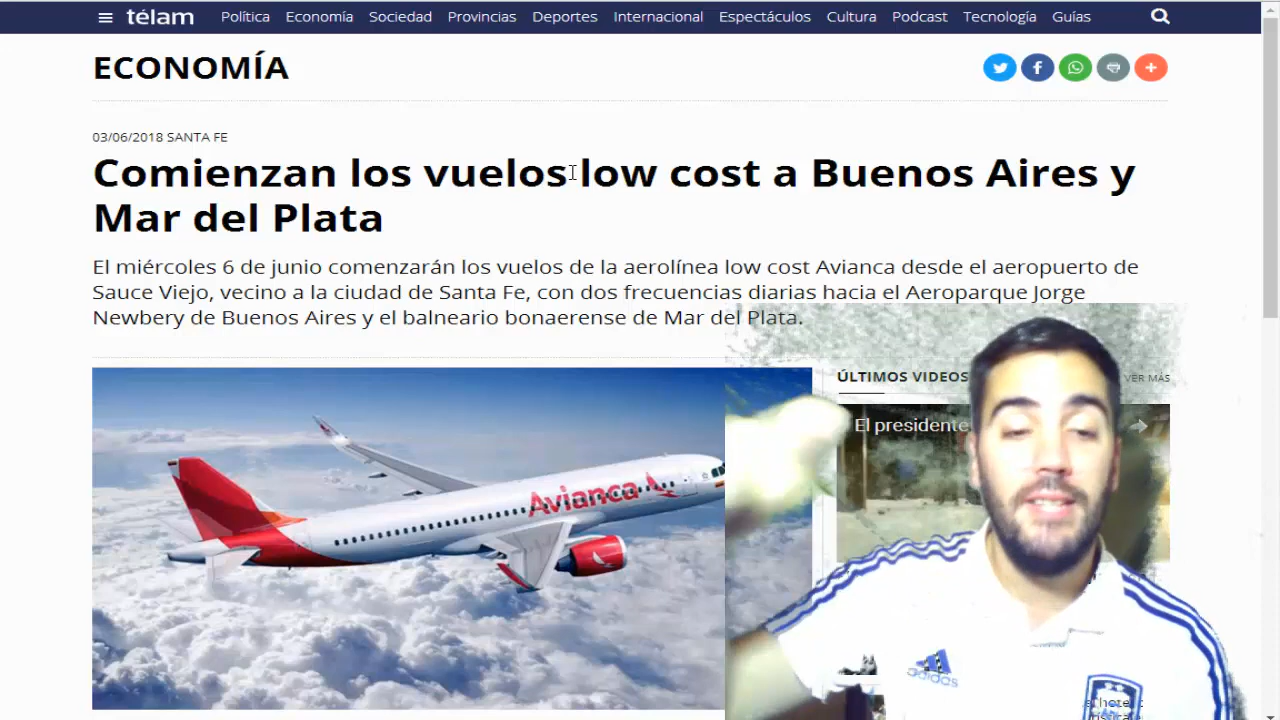 télam Política Economía Sociedad Provincias Deportes Internacional Espectáculos Cultura Podcast Tecnología Guías
ECONOMÍA
03/06/2018 SANTA FE
Comienzan los vuelos low cost a Buenos Aires y
Mar del Plata
El miércoles 6 de junio comenzarán los vuelos de la aerolínea low cost Avianca desde el aeropuerto de
Sauce Viejo, vecino a la ciudad de Santa Fe, con dos frecuencias diarias hacia el Aeroparque Jorge
Newbery de Buenos Aires y el balneario bonaerense de Mar del Plata.
ÚLTIMOS VIDEOS
VER MÁS
El presidente
Avianca
adidas